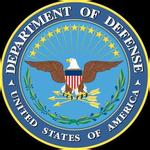 DEPARTMENT OF DEFENSE
UNITED STATES OF AMERICA